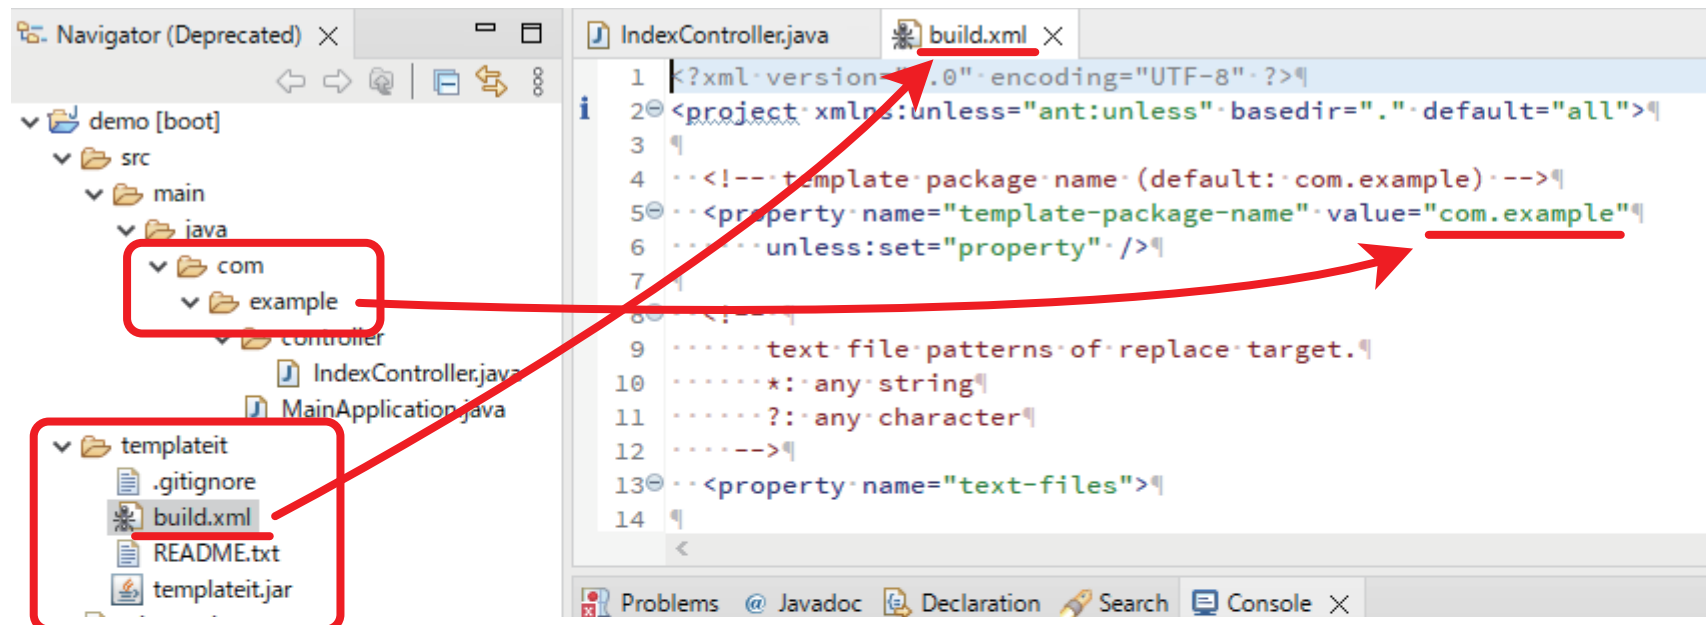 Navigator (Deprecated)
demo [boot]
src
main
java
com
example
controller
IndexController.java
MainApplication.java
templateit
.gitignore
build.xml
README.txt
templateit.jar
IndexController.java
build.xml
1 <?xml version=".0" encoding="UTF-8" ?>
2 <project xmlns:unless="ant:unless" basedir="." default="all">
3
4 <!-- template package name (default: com.example) -->
5 <property name="template-package-name" value="com.example"
6 unless:set="property" />
7
8 <!--
9 text file patterns of replace target.
10 *: any string
11 ?: any character
12 -->
13 <property name="text-files">
14
Problems @ Javadoc Declaration Search Console